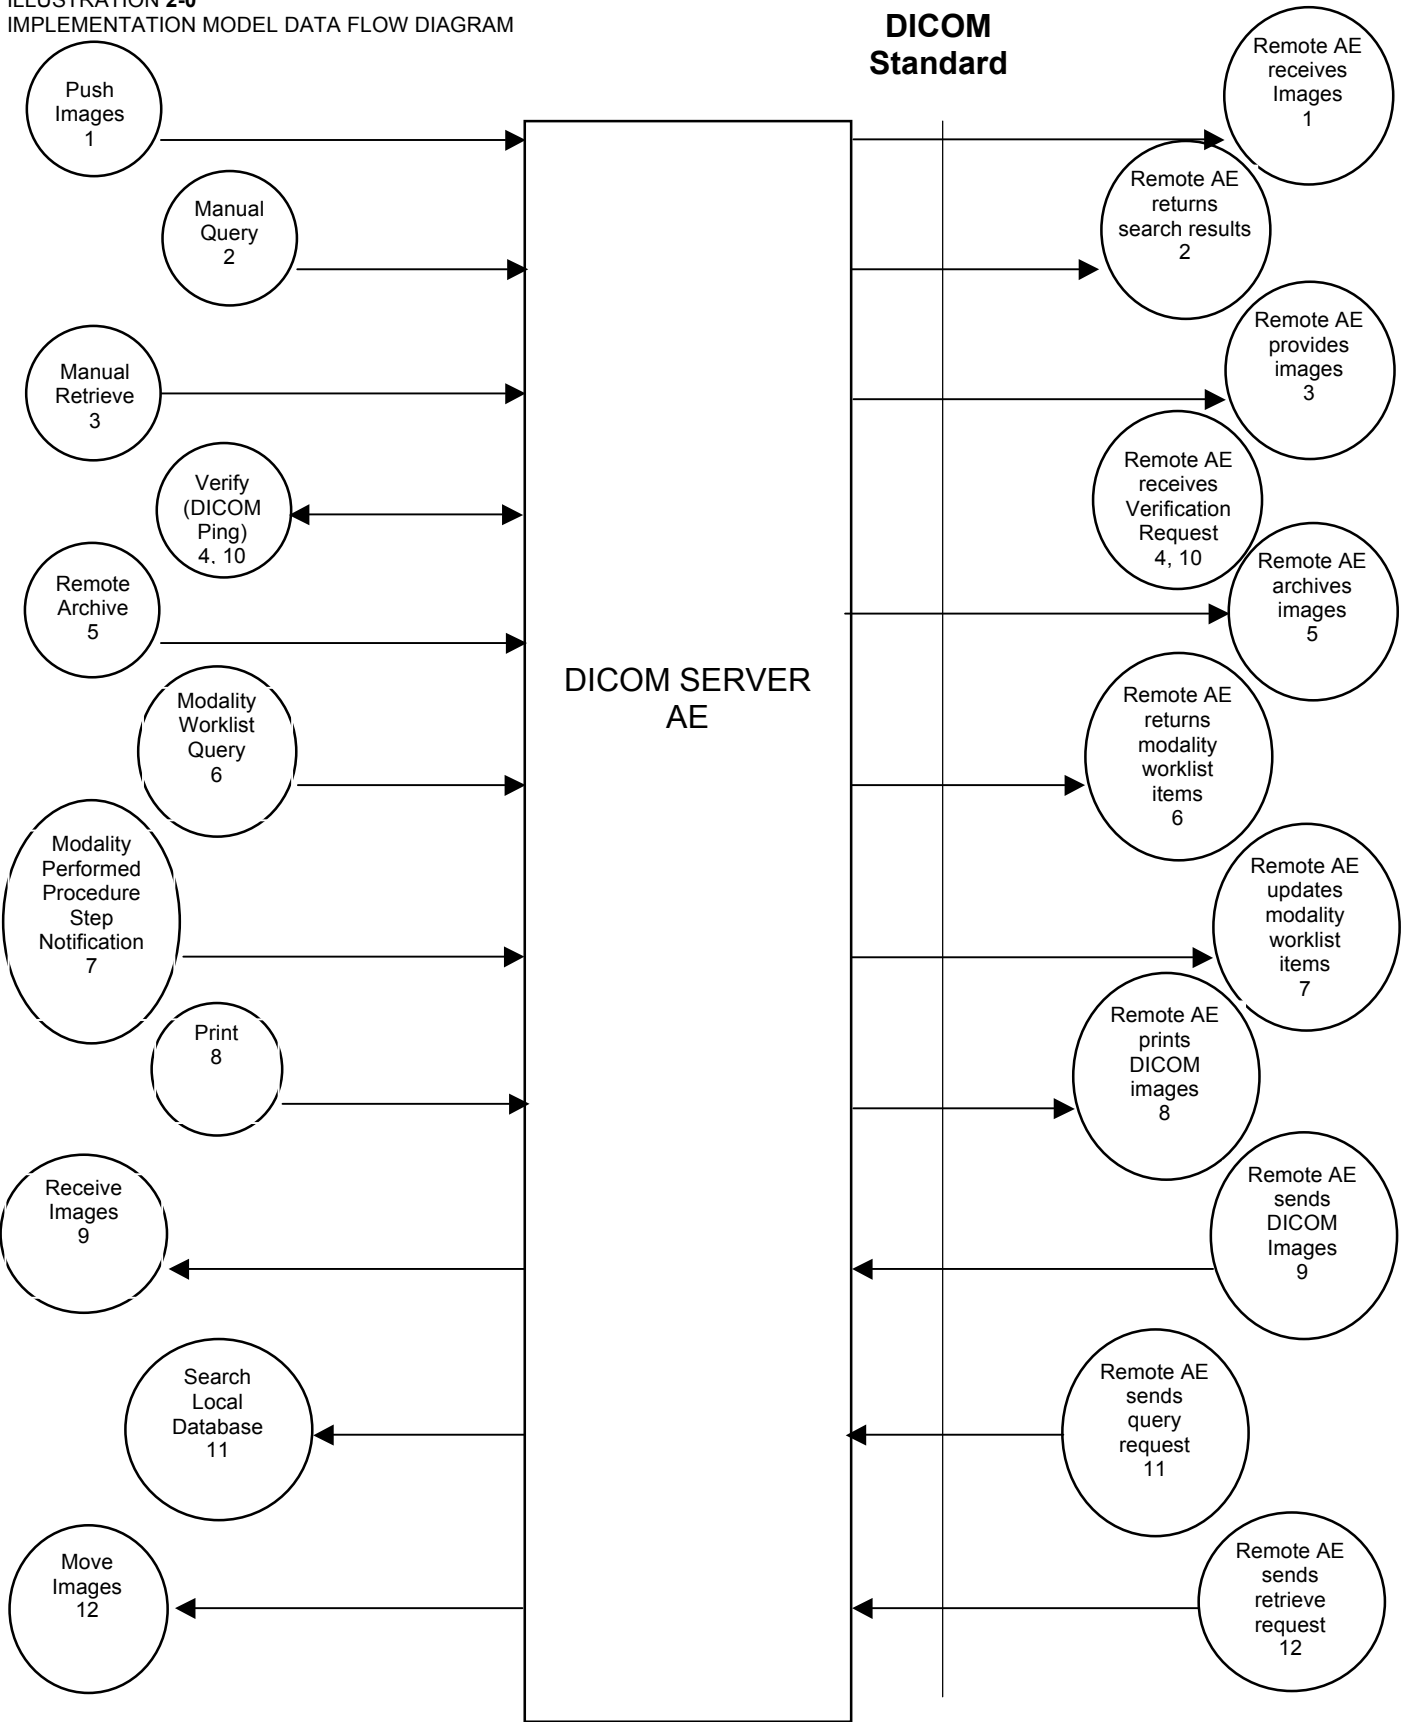 ILLUSTRATION 2-0
IMPLEMENTATION MODEL DATA FLOW DIAGRAM
DICOM
Standard
Push
Images
1
Remote AE
receives
Images
1
Manual
Query
2
Remote AE
returns
search results
2
Manual
Retrieve
3
Remote AE
provides
images
3
Verify
(DICOM
Ping)
4, 10
Remote AE
receives
Verification
Request
4, 10
Remote
Archive
5
Remote AE
archives
images
5
DICOM SERVER
AE
Modality
Worklist
Query
6
Remote AE
returns
modality
worklist
items
6
Modality
Performed
Procedure
Step
Notification
7
Remote AE
updates
modality
worklist
items
7
Print
8
Remote AE
prints
DICOM
images
8
Receive
Images
9
Remote AE
sends
DICOM
Images
9
Search
Local
Database
11
Remote AE
sends
query
request
11
Move
Images
12
Remote AE
sends
retrieve
request
12